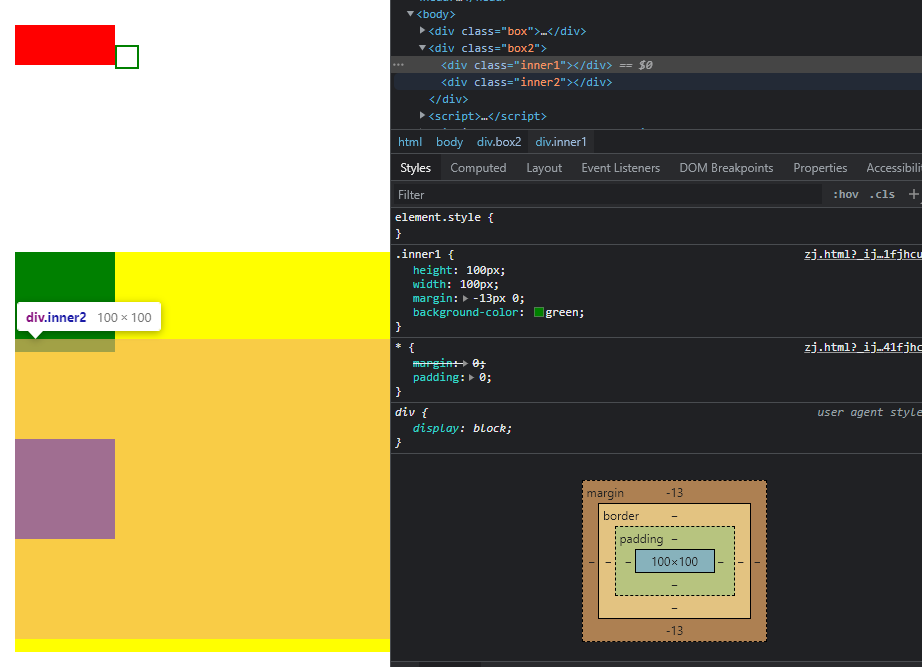 <body>
<div class="box">…</div>
<div class="box2">
<div class="inner1"></div> == $0
<div class="inner2"></div>
</div>
<script>…</script>
html body div.box2 div.inner1
Styles Computed Layout Event Listeners DOM Breakpoints Properties Accessibili
Filter :hov .cls +
element.style {
}
.inner1 { zj.html?_ij…1fjhcu
height: 100px;
width: 100px;
margin: -13px 0;
background-color: green;
}
* { zj.html?_ij…41fjhc
margin: 0;
padding: 0;
}
div { user agent style
display: block;
}
div.inner2 100 × 100
margin -13
border –
padding –
– – – 100×100 – – –
–
–
-13